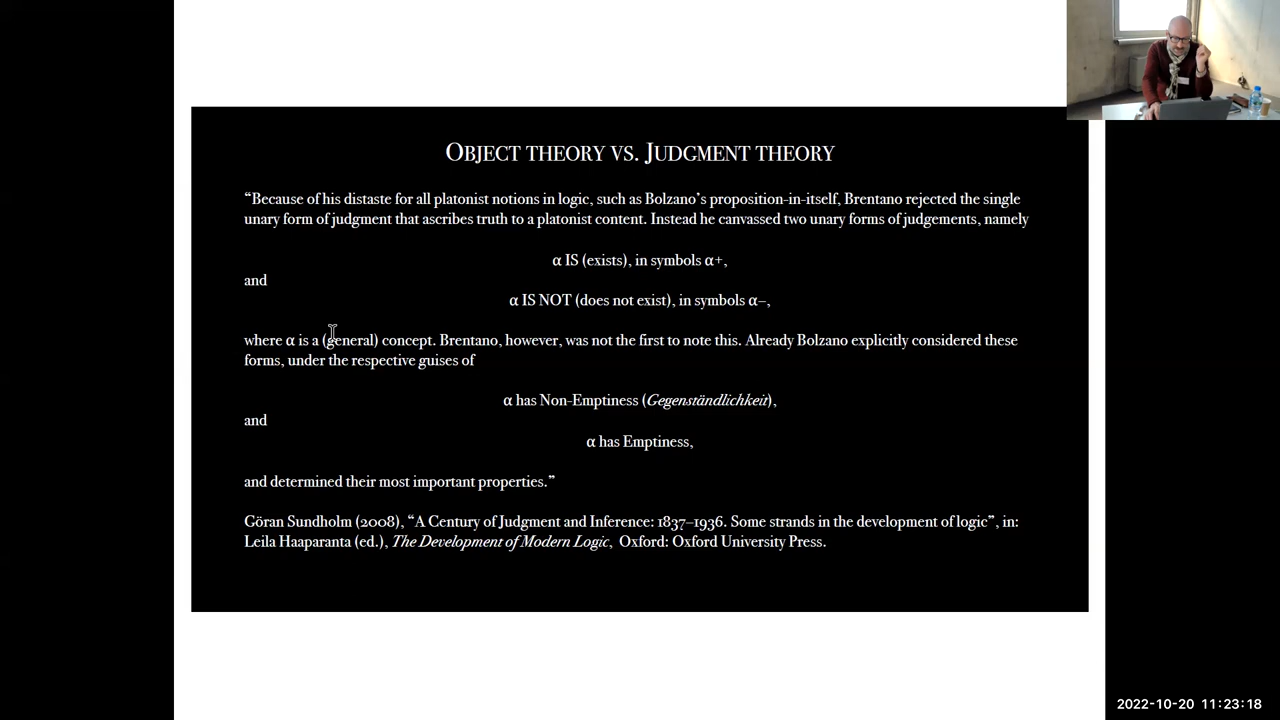 OBJECT THEORY VS. JUDGMENT THEORY
“Because of his distaste for all platonist notions in logic, such as Bolzano’s proposition-in-itself, Brentano rejected the single
unary form of judgment that ascribes truth to a platonist content. Instead he canvassed two unary forms of judgements, namely
α IS (exists), in symbols α+,
and
α IS NOT (does not exist), in symbols α–,
where α is a (general) concept. Brentano, however, was not the first to note this. Already Bolzano explicitly considered these
forms, under the respective guises of
α has Non-Emptiness (Gegenständlichkeit),
and
α has Emptiness,
and determined their most important properties.”
Göran Sundholm (2008), “A Century of Judgment and Inference: 1837–1936. Some strands in the development of logic”, in:
Leila Haaparanta (ed.), The Development of Modern Logic, Oxford: Oxford University Press.
2022-10-20 11:23:18